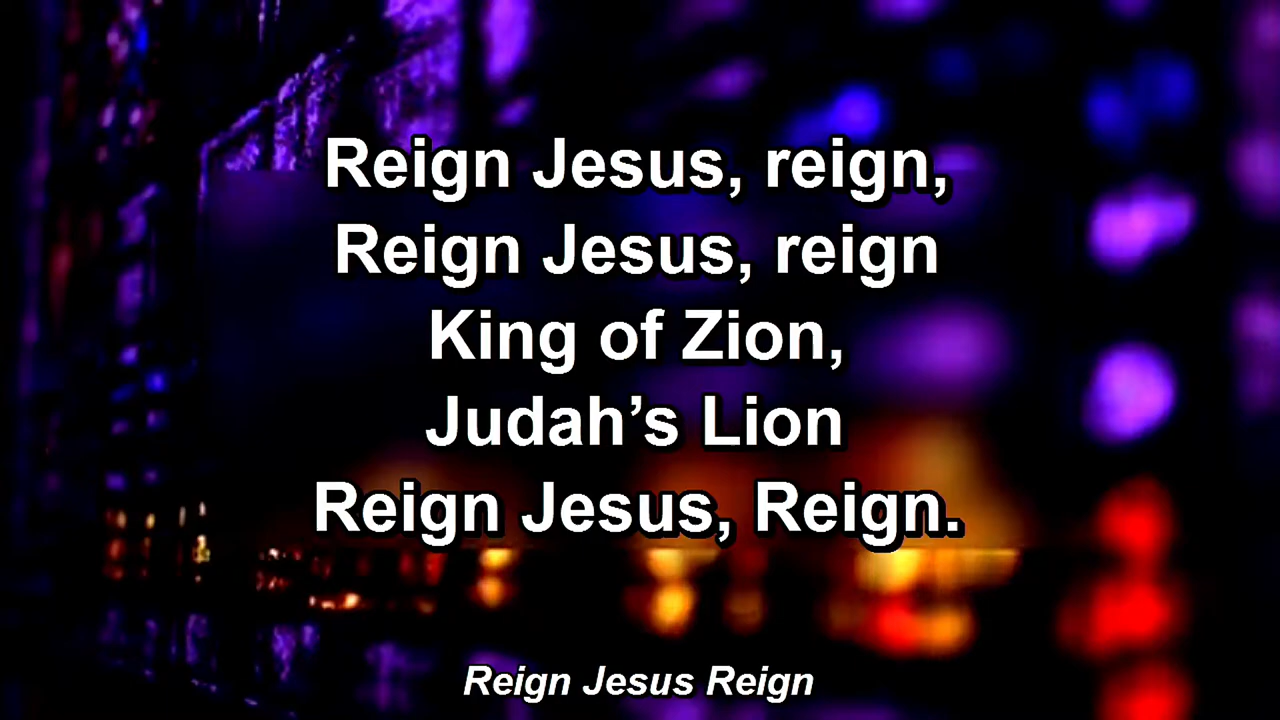 Reign Jesus, reign,
Reign Jesus, reign
King of Zion,
Judah’s Lion
Reign Jesus, Reign.
Reign Jesus Reign